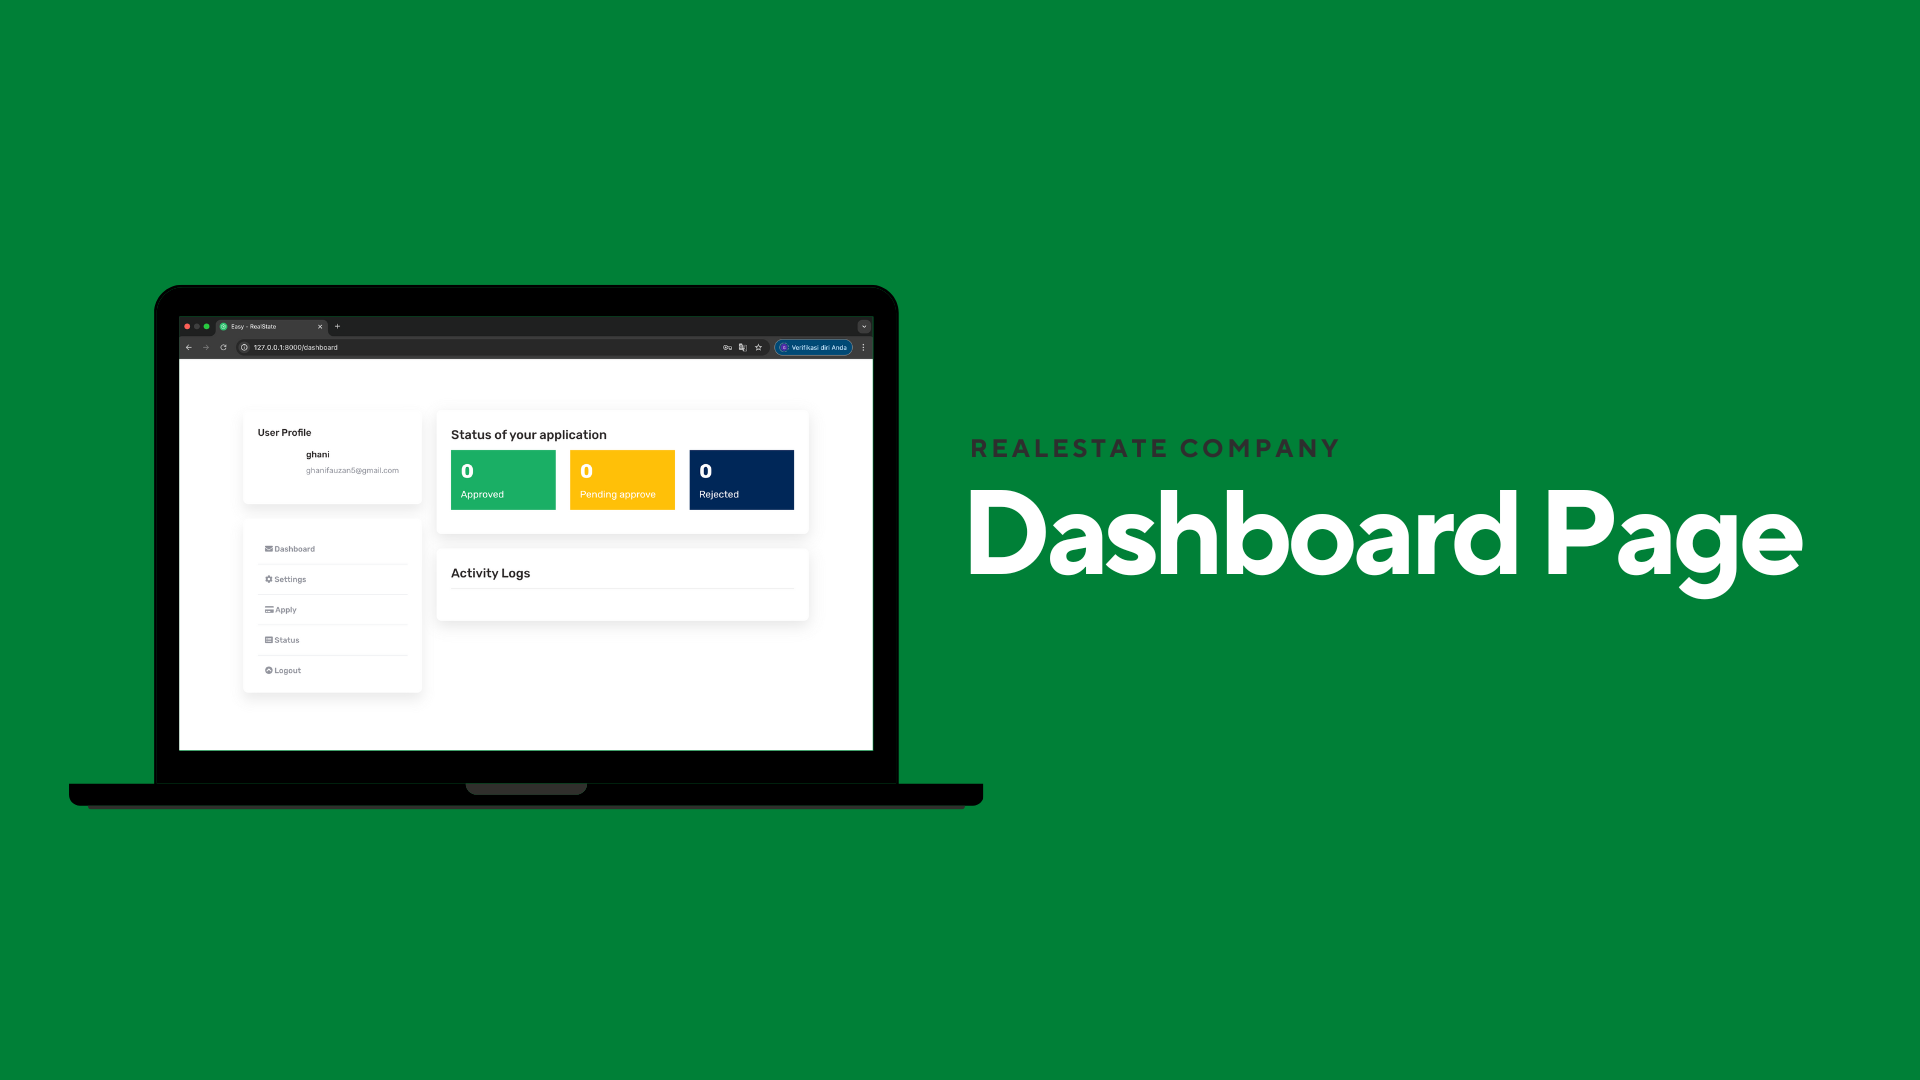 Easy - RealState
127.0.0.1:8000/dashboard
Verifikasi diri Anda
User Profile
ghani
ghanifauzan5@gmail.com
Dashboard
Settings
Apply
Status
Logout
Status of your application
0
Approved
0
Pending approve
0
Rejected
Activity Logs
REALESTATE COMPANY
Dashboard Page